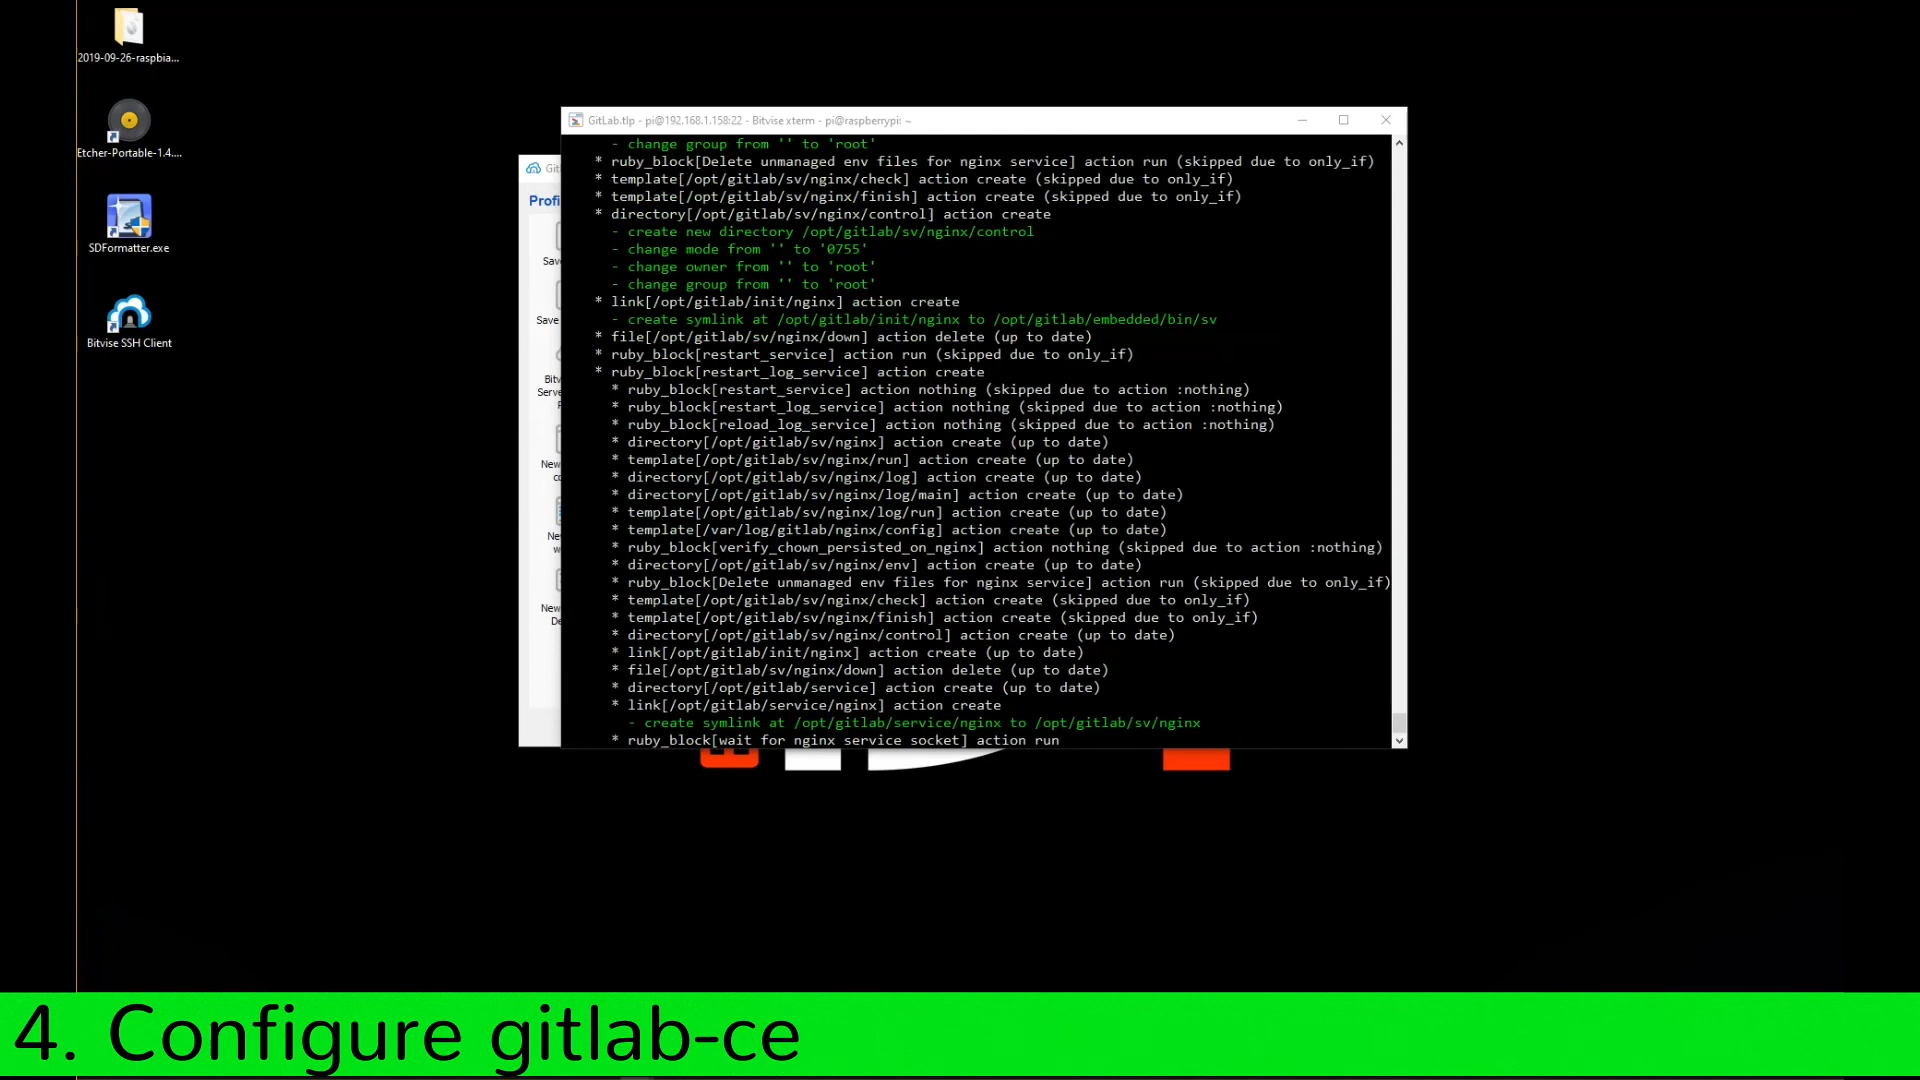 2019-09-26-raspbia...
Etcher-Portable-1.4....
SDFormatter.exe
Bitvise SSH Client
GitLab.tlp - pi@192.168.1.158:22 - Bitvise xterm - pi@raspberrypi: ~
Profi
Save
New
- change group from '' to 'root'
* ruby_block[Delete unmanaged env files for nginx service] action run (skipped due to only_if)
* template[/opt/gitlab/sv/nginx/check] action create (skipped due to only_if)
* template[/opt/gitlab/sv/nginx/finish] action create (skipped due to only_if)
* directory[/opt/gitlab/sv/nginx/control] action create
- create new directory /opt/gitlab/sv/nginx/control
- change mode from '' to '0755'
- change owner from '' to 'root'
- change group from '' to 'root'
* link[/opt/gitlab/init/nginx] action create
- create symlink at /opt/gitlab/init/nginx to /opt/gitlab/embedded/bin/sv
* file[/opt/gitlab/sv/nginx/down] action delete (up to date)
* ruby_block[restart_service] action run (skipped due to only_if)
* ruby_block[restart_log_service] action create
* ruby_block[restart_service] action nothing (skipped due to action :nothing)
* ruby_block[restart_log_service] action nothing (skipped due to action :nothing)
* ruby_block[reload_log_service] action nothing (skipped due to action :nothing)
* directory[/opt/gitlab/sv/nginx] action create (up to date)
* template[/opt/gitlab/sv/nginx/run] action create (up to date)
* directory[/opt/gitlab/sv/nginx/log] action create (up to date)
* directory[/opt/gitlab/sv/nginx/log/main] action create (up to date)
* template[/opt/gitlab/sv/nginx/log/run] action create (up to date)
* template[/var/log/gitlab/nginx/config] action create (up to date)
* ruby_block[verify_chown_persisted_on_nginx] action nothing (skipped due to action :nothing)
* directory[/opt/gitlab/sv/nginx/env] action create (up to date)
* ruby_block[Delete unmanaged env files for nginx service] action run (skipped due to only_if)
* template[/opt/gitlab/sv/nginx/check] action create (skipped due to only_if)
* template[/opt/gitlab/sv/nginx/finish] action create (skipped due to only_if)
* directory[/opt/gitlab/sv/nginx/control] action create (up to date)
* link[/opt/gitlab/init/nginx] action create (up to date)
* file[/opt/gitlab/sv/nginx/down] action delete (up to date)
* directory[/opt/gitlab/service] action create (up to date)
* link[/opt/gitlab/service/nginx] action create
- create symlink at /opt/gitlab/service/nginx to /opt/gitlab/sv/nginx
* ruby_block[wait for nginx service socket] action run
4. Configure gitlab-ce